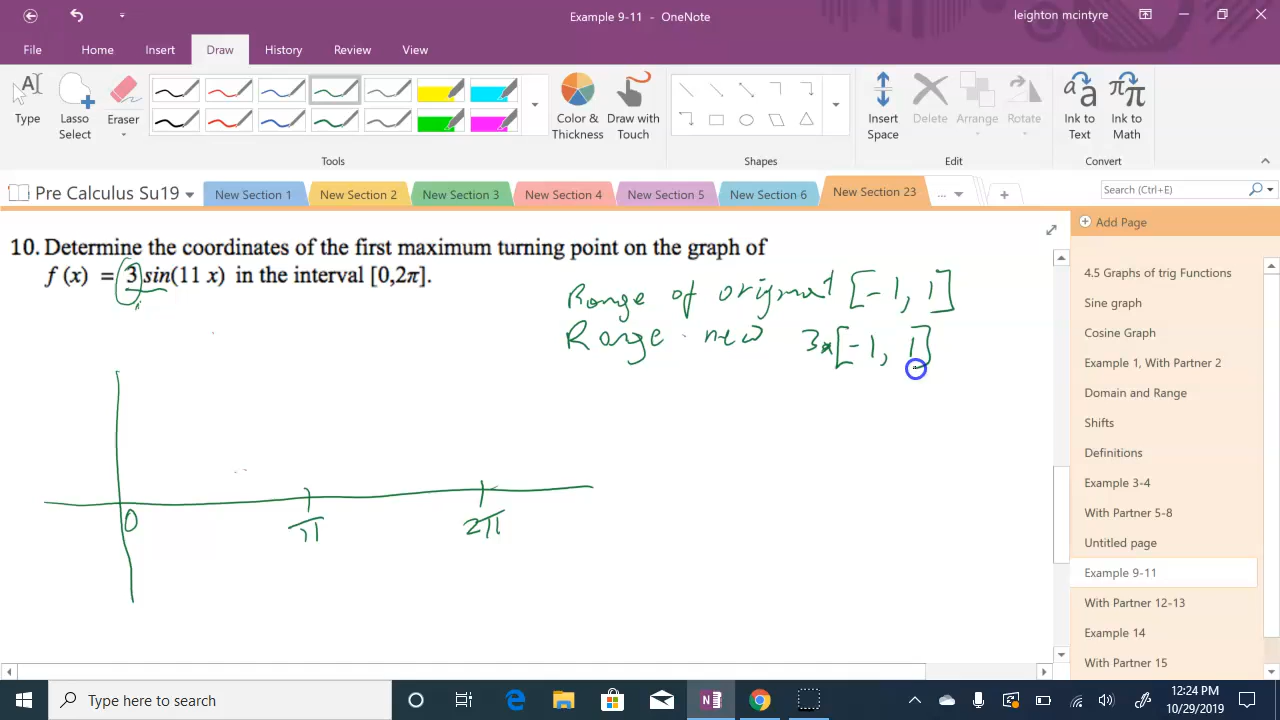 Example 9-11 - OneNote
leighton mcintyre
File Home Insert Draw History Review View
Type
Lasso Select
Eraser
Color & Thickness
Draw with Touch
Insert Space
Delete
Arrange
Rotate
Ink to Text
Ink to Math
Tools
Shapes
Edit
Convert
Pre Calculus Su19
New Section 1
New Section 2
New Section 3
New Section 4
New Section 5
New Section 6
New Section 23
...
Search (Ctrl+E)
Add Page
10. Determine the coordinates of the first maximum turning point on the graph of
f (x) = 3 sin(11 x) in the interval [0,2π].
Range of original [-1, 1]
Range new 3*[-1, 1]
0 π 2π
4.5 Graphs of trig Functions
Sine graph
Cosine Graph
Example 1, With Partner 2
Domain and Range
Shifts
Definitions
Example 3-4
With Partner 5-8
Untitled page
Example 9-11
With Partner 12-13
Example 14
With Partner 15
Type here to search
12:24 PM
10/29/2019